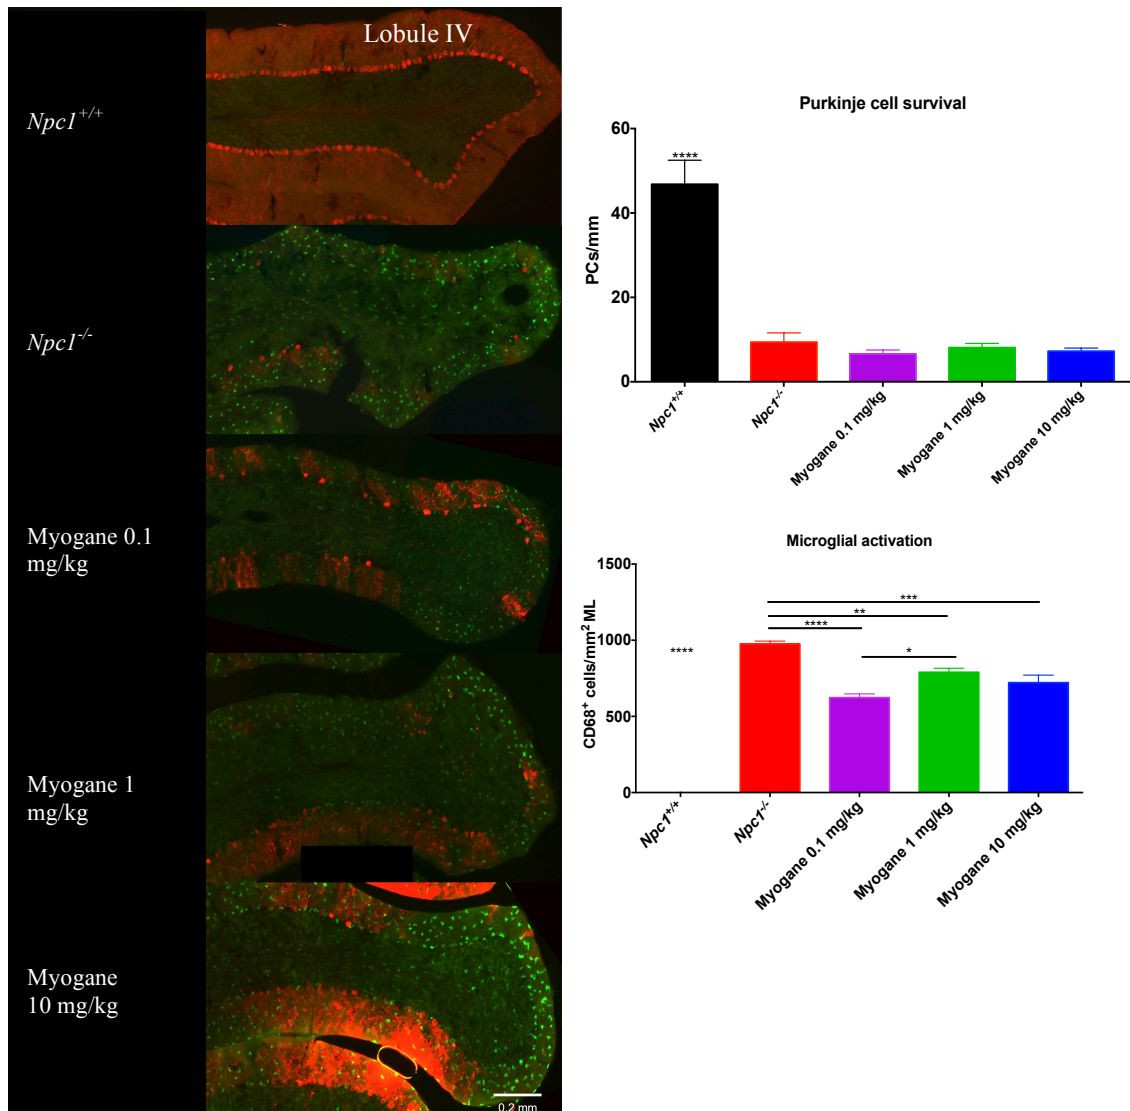 Lobule IV
Npc1+/+
Npc1-/-
Myogane 0.1
mg/kg
Myogane 1
mg/kg
Myogane
10 mg/kg
0.2 mm
Purkinje cell survival
60
40
20
0
PCs/mm
****
Npc1+/+
Npc1-/-
Myogane 0.1 mg/kg
Myogane 1 mg/kg
Myogane 10 mg/kg
Microglial activation
1500
1000
500
0
CD68+ cells/mm2 ML
***
**
****
*
****
Npc1+/+
Npc1-/-
Myogane 0.1 mg/kg
Myogane 1 mg/kg
Myogane 10 mg/kg